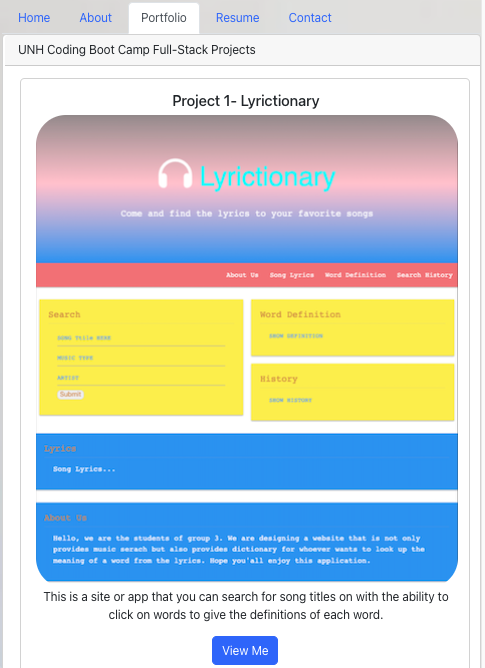 Home About Portfolio Resume Contact
UNH Coding Boot Camp Full-Stack Projects
Project 1- Lyrictionary
Lyrictionary
Come and find the lyrics to your favorite songs
About Us Song Lyrics Word Definition Search History
Search
SONG Title HERE
MUSIC TYPE
ARTIST
Submit
Word Definition
SHOW DEFINITION
History
SHOW HISTORY
Lyrics
Song Lyrics...
About Us
Hello, we are the students of group 3. We are designing a website that is not only
provides music serach but also provides dictionary for whoever wants to look up the
meaning of a word from the lyrics. Hope you'all enjoy this application.
This is a site or app that you can search for song titles on with the ability to
click on words to give the definitions of each word.
View Me